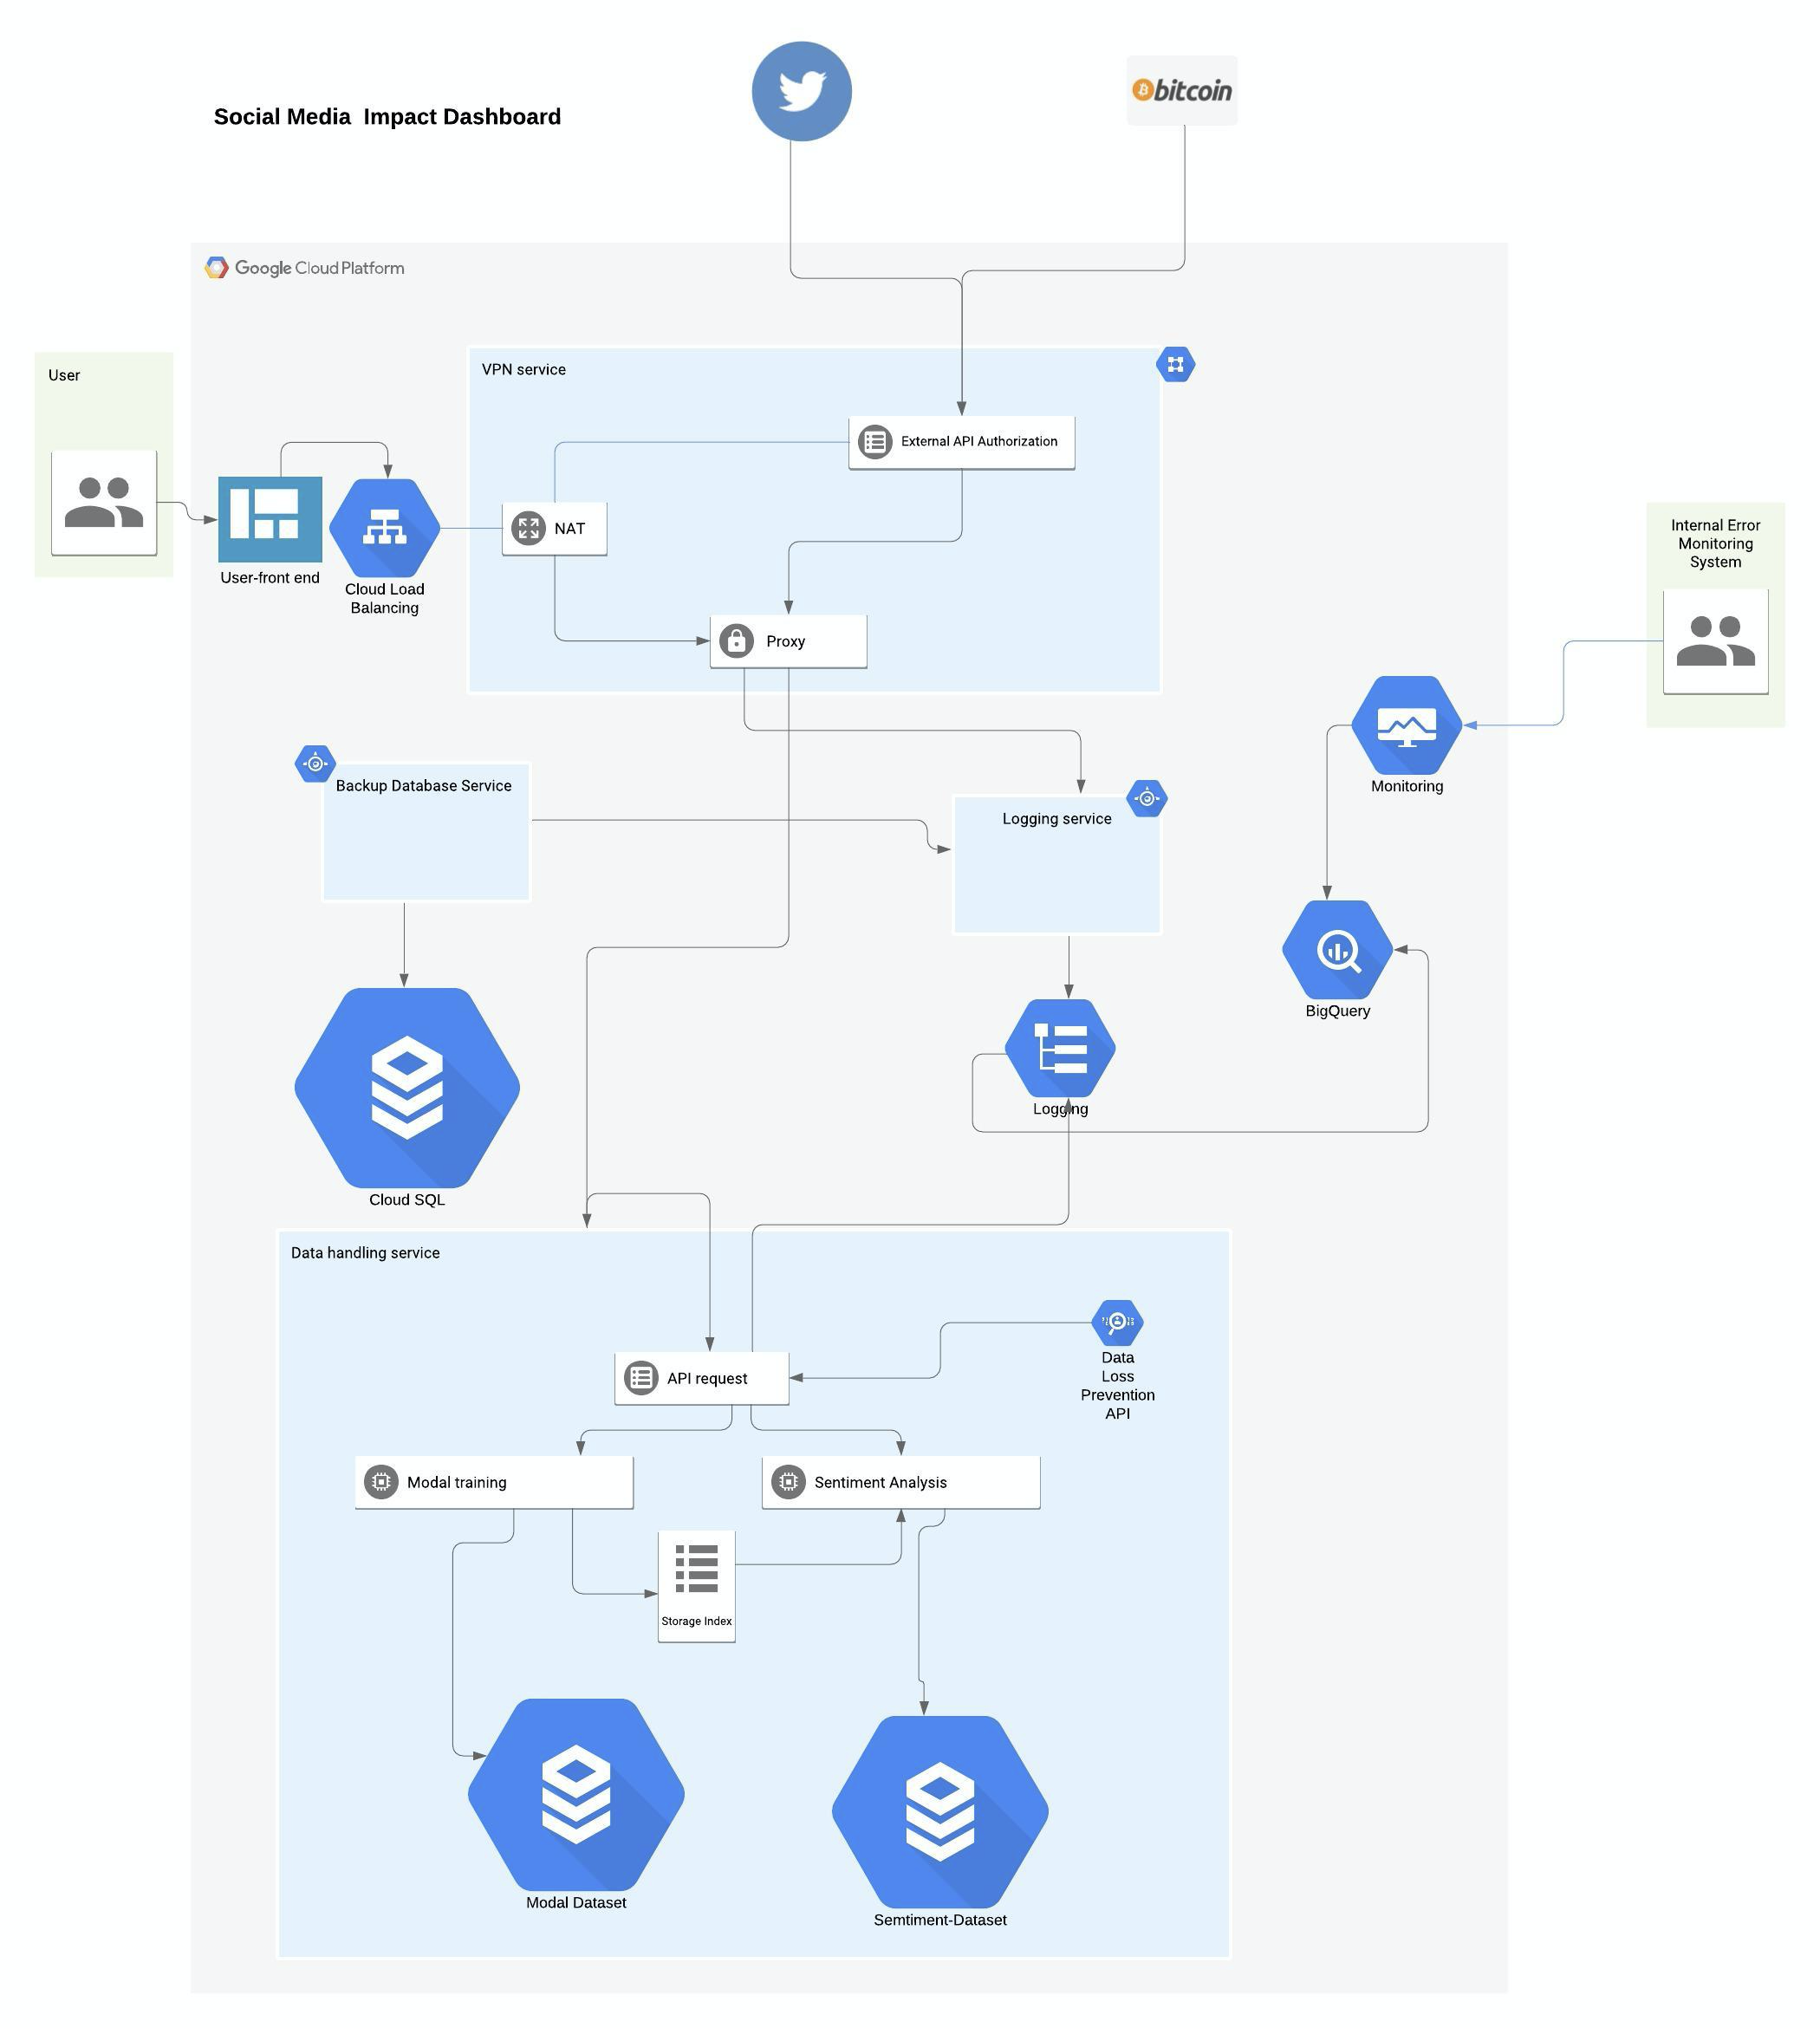 bitcoin
Social Media  Impact Dashboard
Google Cloud Platform
User
VPN service
External API Authorization
NAT
User-front end
Cloud Load
Balancing
Proxy
Internal Error
Monitoring
System
Monitoring
Backup Database Service
Logging service
BigQuery
Logging
Cloud SQL
Data handling service
Data
Loss
Prevention
API
API request
Modal training
Sentiment Analysis
Storage Index
Modal Dataset
Semtiment-Dataset